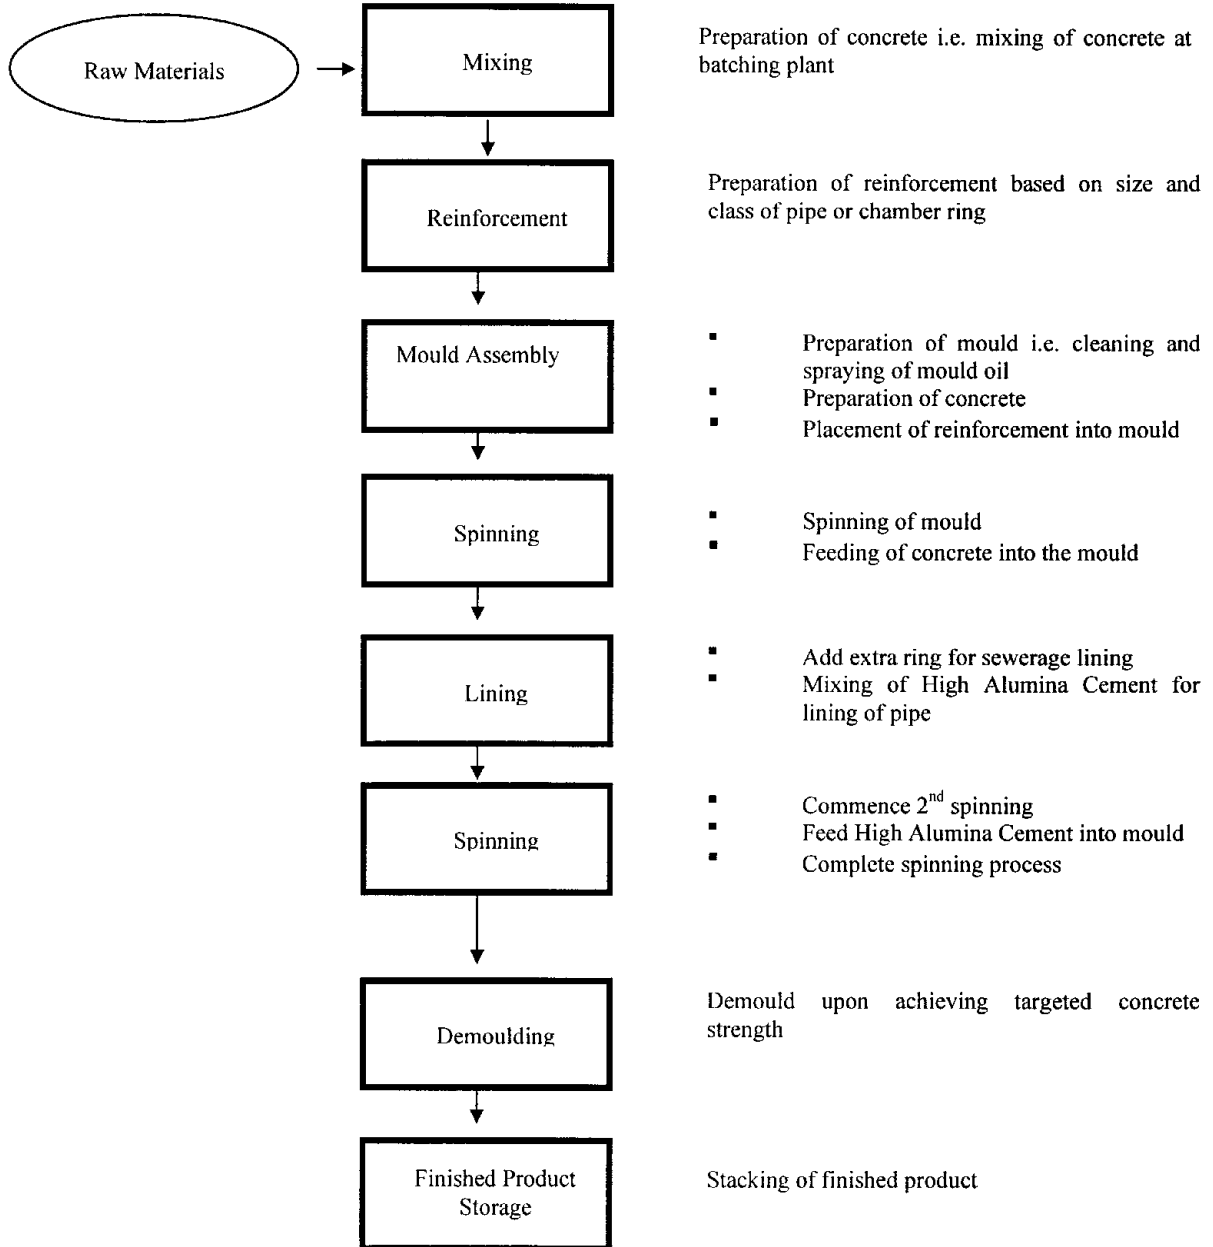 Raw Materials
Mixing
Preparation of concrete i.e. mixing of concrete at
batching plant
Reinforcement
Preparation of reinforcement based on size and
class of pipe or chamber ring
Mould Assembly
▪ Preparation of mould i.e. cleaning and
spraying of mould oil
▪ Preparation of concrete
▪ Placement of reinforcement into mould
Spinning
▪ Spinning of mould
▪ Feeding of concrete into the mould
Lining
▪ Add extra ring for sewerage lining
▪ Mixing of High Alumina Cement for
lining of pipe
Spinning
▪ Commence 2nd spinning
▪ Feed High Alumina Cement into mould
▪ Complete spinning process
Demoulding
Demould upon achieving targeted concrete
strength
Finished Product
Storage
Stacking of finished product